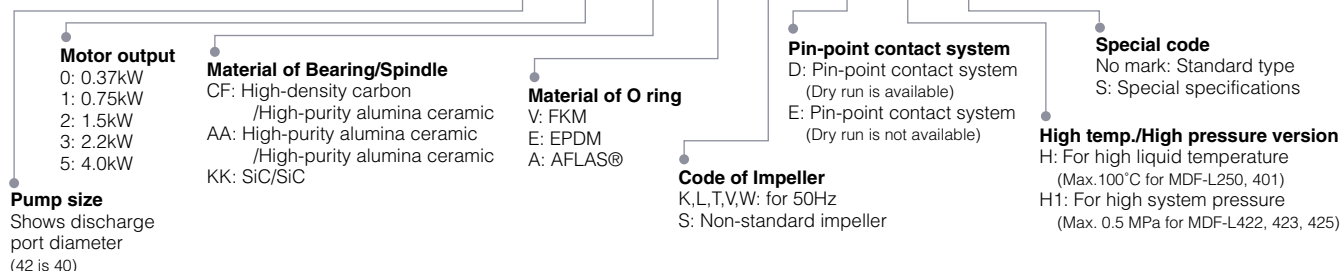 Motor output
0: 0.37kW
1: 0.75kW
2: 1.5kW
3: 2.2kW
5: 4.0kW
Pump size
Shows discharge
port diameter
(42 is 40)
Material of Bearing/Spindle
CF: High-density carbon
/High-purity alumina ceramic
AA: High-purity alumina ceramic
/High-purity alumina ceramic
KK: SiC/SiC
Material of O ring
V: FKM
E: EPDM
A: AFLAS®
Code of Impeller
K,L,T,V,W: for 50Hz
S: Non-standard impeller
Pin-point contact system
D: Pin-point contact system
(Dry run is available)
E: Pin-point contact system
(Dry run is not available)
Special code
No mark: Standard type
S: Special specifications
High temp./High pressure version
H: For high liquid temperature
(Max.100˚C for MDF-L250, 401)
H1: For high system pressure
(Max. 0.5 MPa for MDF-L422, 423, 425)